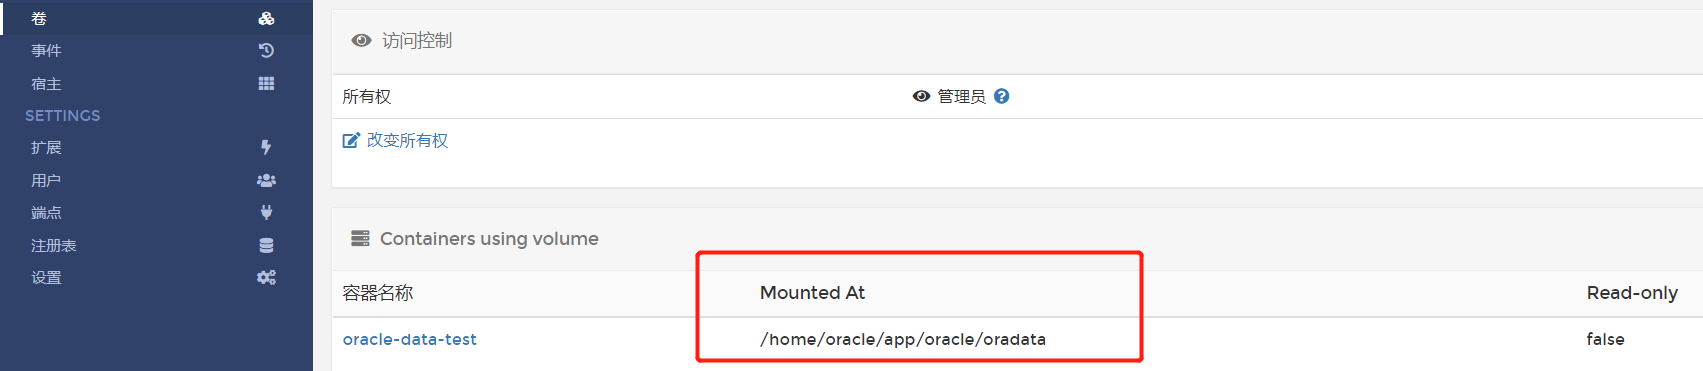 卷
事件
宿主
SETTINGS
扩展
用户
端点
注册表
设置
访问控制
所有权 管理员
改变所有权
Containers using volume
容器名称 Mounted At Read-only
oracle-data-test /home/oracle/app/oracle/oradata false